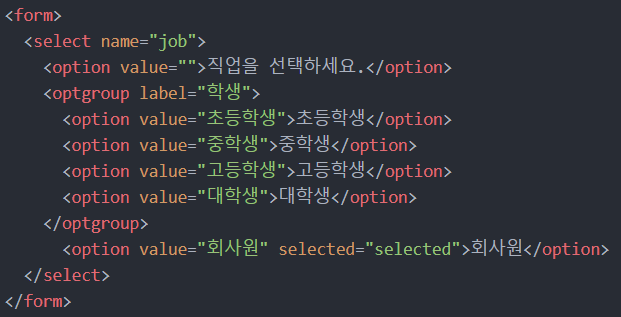 <form>
<select name="job">
<option value="">직업을 선택하세요.</option>
<optgroup label="학생">
<option value="초등학생">초등학생</option>
<option value="중학생">중학생</option>
<option value="고등학생">고등학생</option>
<option value="대학생">대학생</option>
</optgroup>
<option value="회사원" selected="selected">회사원</option>
</select>
</form>